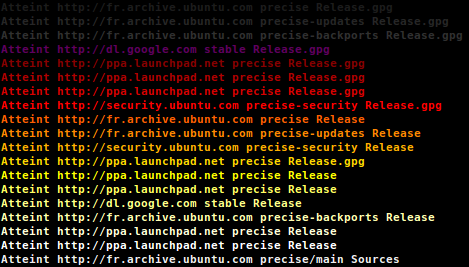 Atteint http://fr.archive.ubuntu.com precise Release.gpg
Atteint http://fr.archive.ubuntu.com precise-updates Release.gpg
Atteint http://fr.archive.ubuntu.com precise-backports Release.gpg
Atteint http://dl.google.com stable Release.gpg
Atteint http://ppa.launchpad.net precise Release.gpg
Atteint http://ppa.launchpad.net precise Release.gpg
Atteint http://ppa.launchpad.net precise Release.gpg
Atteint http://security.ubuntu.com precise-security Release.gpg
Atteint http://fr.archive.ubuntu.com precise Release
Atteint http://fr.archive.ubuntu.com precise-updates Release
Atteint http://security.ubuntu.com precise-security Release
Atteint http://ppa.launchpad.net precise Release.gpg
Atteint http://ppa.launchpad.net precise Release
Atteint http://ppa.launchpad.net precise Release
Atteint http://dl.google.com stable Release
Atteint http://fr.archive.ubuntu.com precise-backports Release
Atteint http://ppa.launchpad.net precise Release
Atteint http://ppa.launchpad.net precise Release
Atteint http://fr.archive.ubuntu.com precise/main Sources